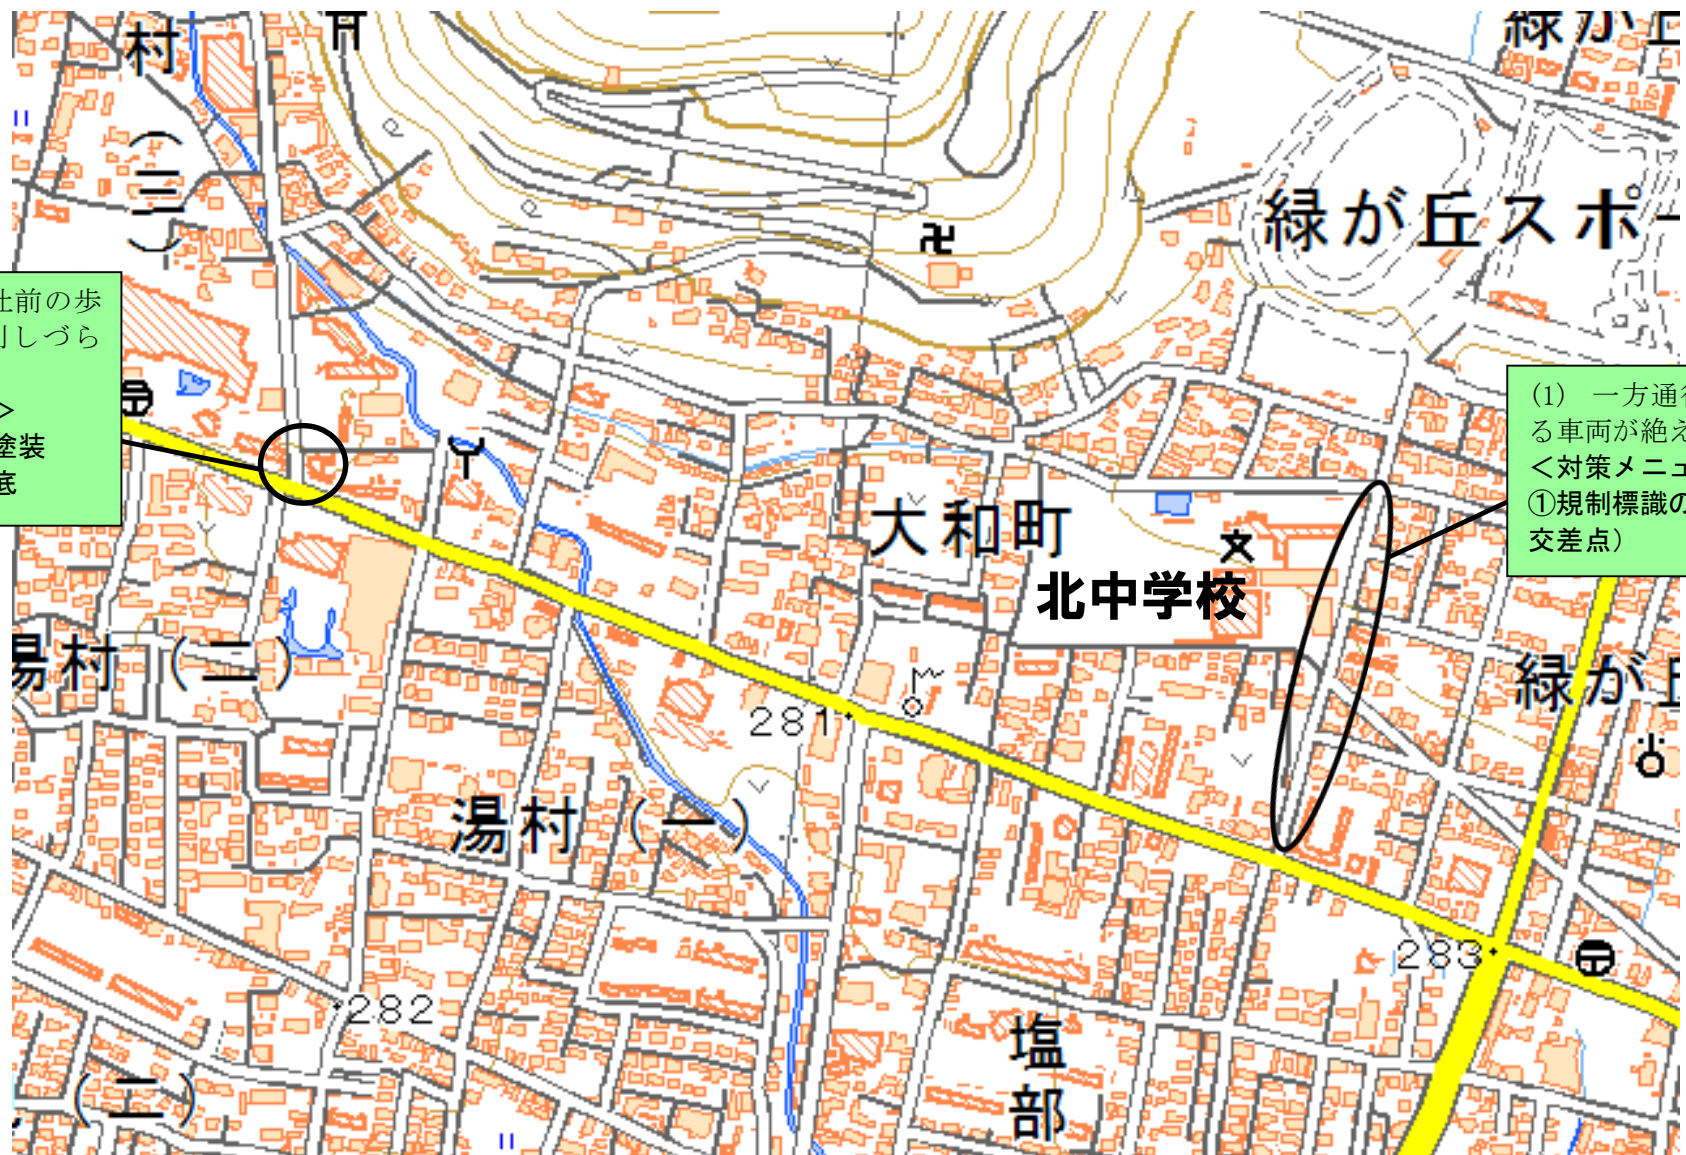 緑が丘
村
（三）
緑が丘スポー
社前の歩
別しづら
＞
塗装
底
(1)　一方通行
る車両が絶え
＜対策メニュ
①規制標識の
交差点）
大和町
北中学校
湯村（二）
緑が丘
281
湯村（一）
283
282
塩部
（二）